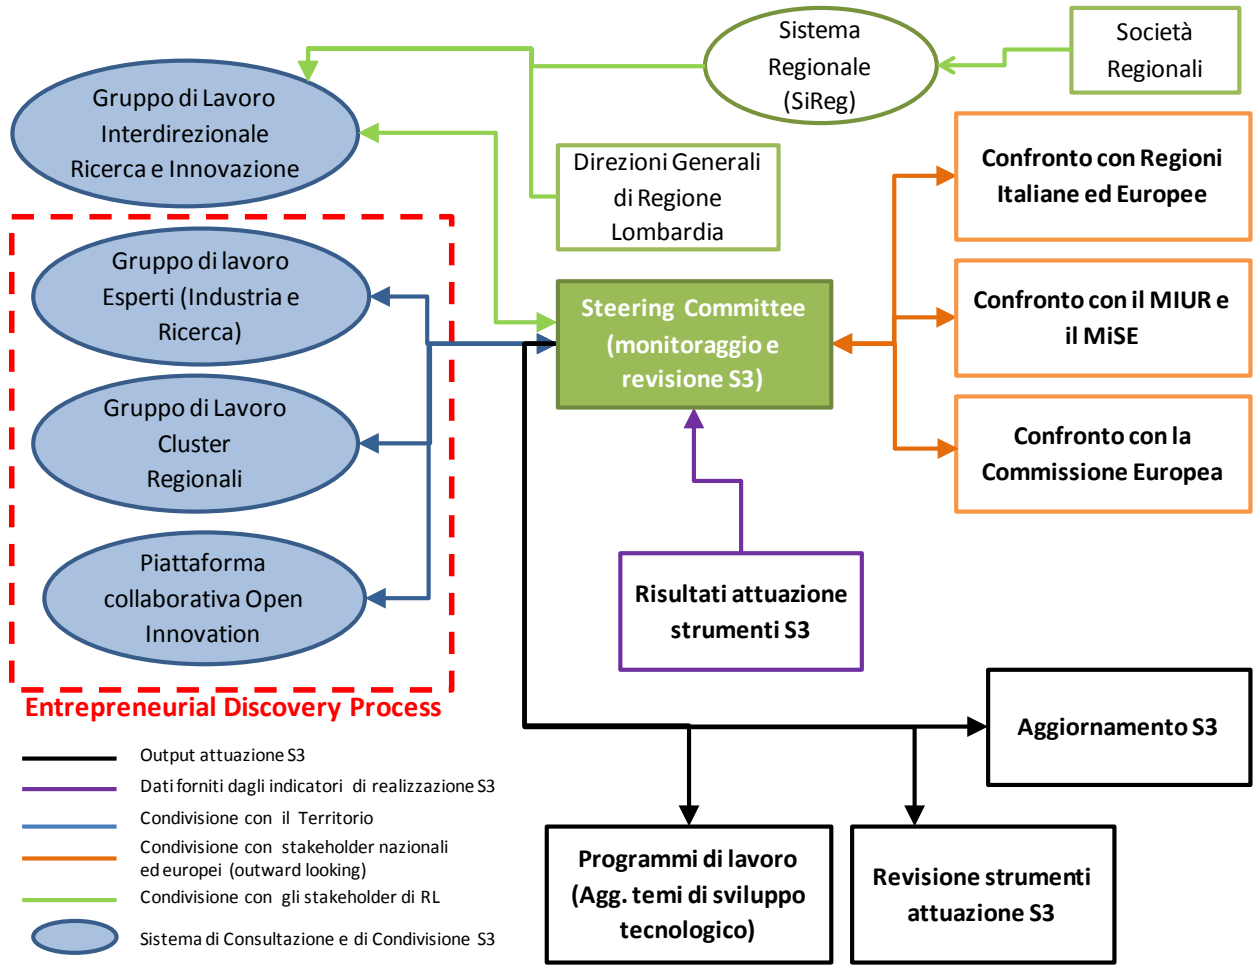 Sistema
Regionale
(SiReg)
Società
Regionali
Gruppo di Lavoro
Interdirezionale
Ricerca e Innovazione
Direzioni Generali
di Regione
Lombardia
Confronto con Regioni
Italiane ed Europee
Gruppo di lavoro
Esperti (Industria e
Ricerca)
Steering Committee
(monitoraggio e
revisione S3)
Confronto con il MIUR e
il MiSE
Gruppo di Lavoro
Cluster
Regionali
Confronto con la
Commissione Europea
Piattaforma
collaborativa Open
Innovation
Risultati attuazione
strumenti S3
Entrepreneurial Discovery Process
Aggiornamento S3
Output attuazione S3
Dati forniti dagli indicatori di realizzazione S3
Condivisione con il Territorio
Condivisione con stakeholder nazionali
ed europei (outward looking)
Condivisione con gli stakeholder di RL
Sistema di Consultazione e di Condivisione S3
Programmi di lavoro
(Agg. temi di sviluppo
tecnologico)
Revisione strumenti
attuazione S3